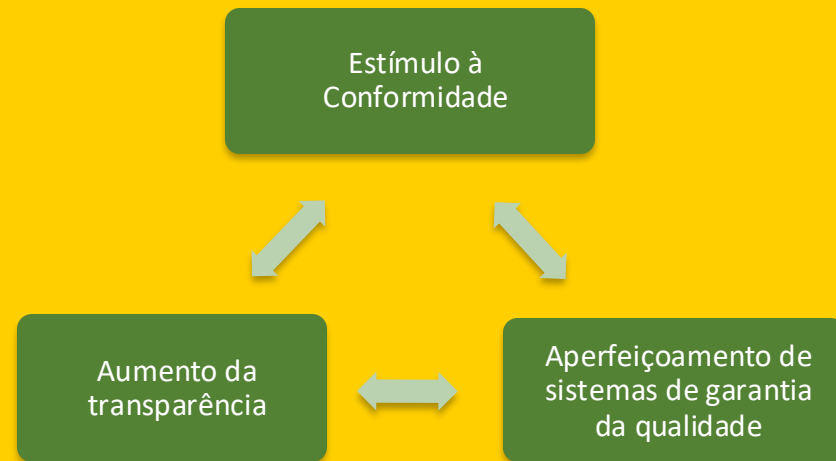 Estímulo à
Conformidade
Aumento da
transparência
Aperfeiçoamento de
sistemas de garantia
da qualidade